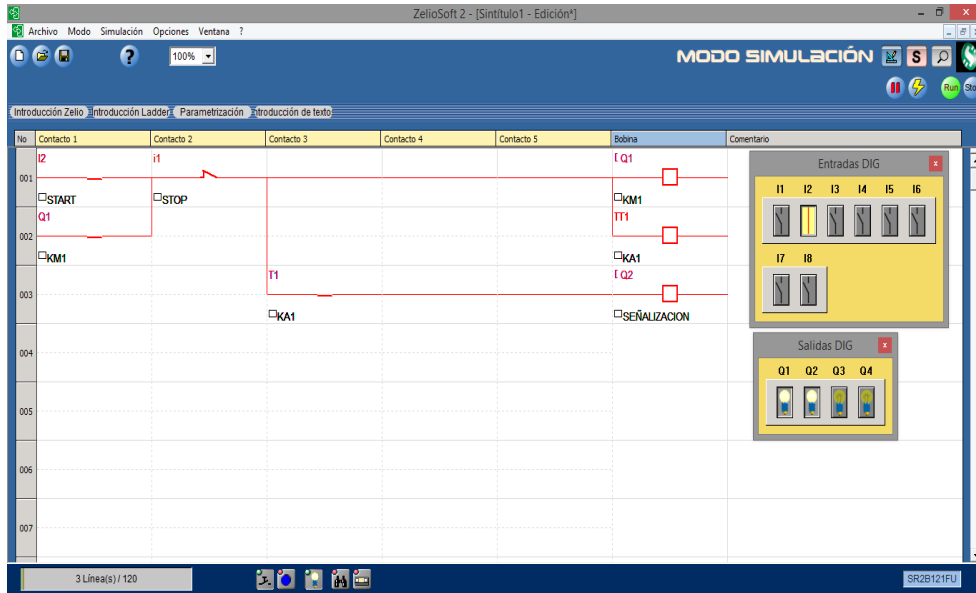 ZelioSoft 2 - [Sintítulo1 - Edición*]
Archivo Modo Simulación Opciones Ventana ?
? 100% MODO SIMULACIÓN S
Run Sto
Introducción Zelio Introducción Ladder Parametrización Introducción de texto
No Contacto 1 Contacto 2 Contacto 3 Contacto 4 Contacto 5 Bobina Comentario
I2 i1 [ Q1
001
START STOP KM1
Q1 TT1
002
KM1 KA1
T1 [ Q2
003
KA1 SEÑALIZACION
004
005
006
007
Entradas DIG x
I1 I2 I3 I4 I5 I6
I7 I8
Salidas DIG x
Q1 Q2 Q3 Q4
3 Línea(s) / 120 SR2B121FU